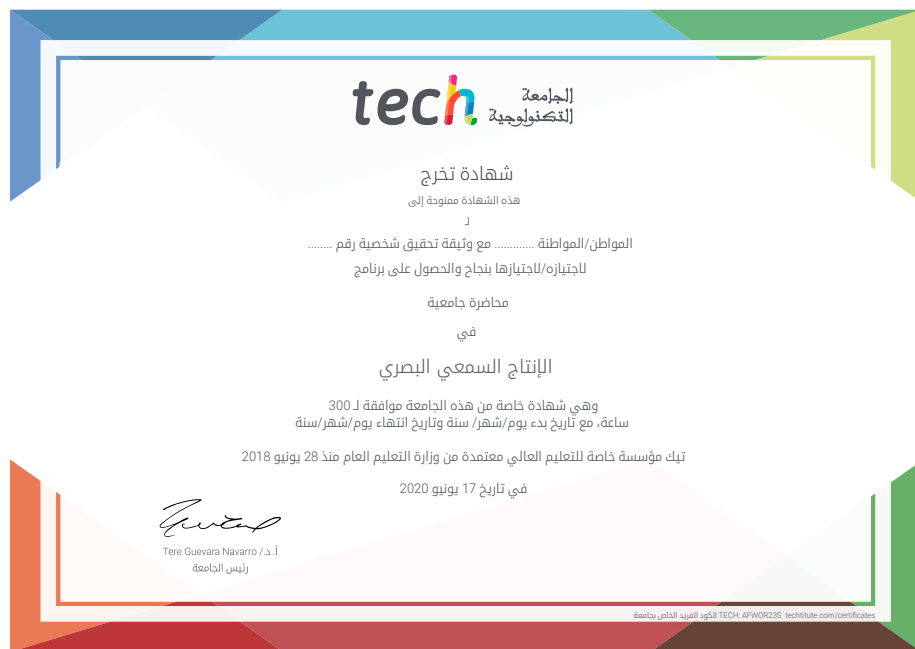 tech
الجامعة
التكنولوجية
شهادة تخرج
هذه الشهادة ممنوحة إلى
لـ
المواطن/المواطنة ............ مع وثيقة تحقيق شخصية رقم ........
لاجتيازه/لاجتيازها بنجاح والحصول على برنامج
محاضرة جامعية
في
الإنتاج السمعي البصري
وهي شهادة خاصة من هذه الجامعة موافقة لـ 300
ساعة، مع تاريخ بدء يوم/شهر/ سنة وتاريخ انتهاء يوم/شهر/سنة
تيك مؤسسة خاصة للتعليم العالي معتمدة من وزارة التعليم العام منذ 28 يونيو 2018
في تاريخ 17 يونيو 2020
أ. د./ Tere Guevara Navarro
رئيس الجامعة
الكود الفريد الخاص بجامعة TECH: AFWOR23S techtitute.com/certificates